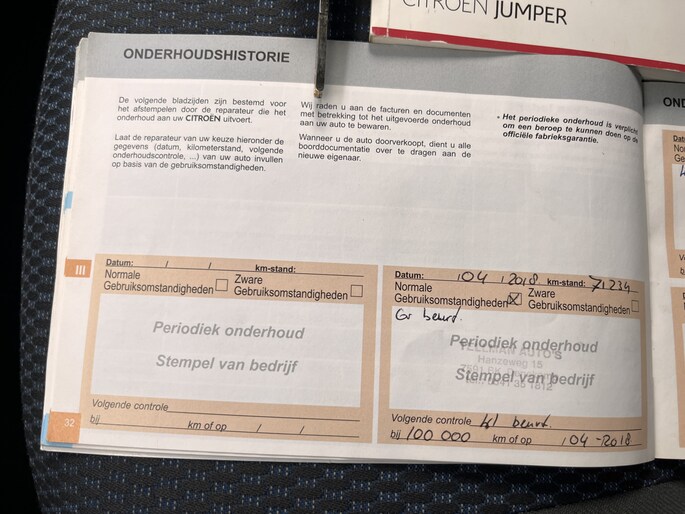 CITROËN JUMPER
ONDERHOUDSHISTORIE
De volgende bladzijden zijn bestemd voor
het afstempelen door de reparateur die het
onderhoud aan uw CITROËN uitvoert.
Laat de reparateur van uw keuze hieronder de
gegevens (datum, kilometerstand, volgende
onderhoudscontrole, ...) van uw auto invullen
op basis van de gebruiksomstandigheden.
Wij raden u aan de facturen en documenten
met betrekking tot het uitgevoerde onderhoud
aan uw auto te bewaren.
Wanneer u de auto doorverkoopt, dient u alle
boorddocumentatie over te dragen aan de
nieuwe eigenaar.
• Het periodieke onderhoud is verplicht
om een beroep te kunnen doen op de
officiële fabrieksgarantie.
III
Datum: / / km-stand:
Normale Gebruiksomstandigheden
Zware Gebruiksomstandigheden
Periodiek onderhoud
Stempel van bedrijf
Volgende controle
bij km of op / /
32
Datum: /04 /2018 km-stand: 71234
Normale Gebruiksomstandigheden
Zware Gebruiksomstandigheden
Gr beurt.
Periodiek onderhoud
AUTO'S
Hanzeweg 15
Stempel van bedrijf
Volgende controle kl beurt.
bij 100 000 km of op /04 -2018